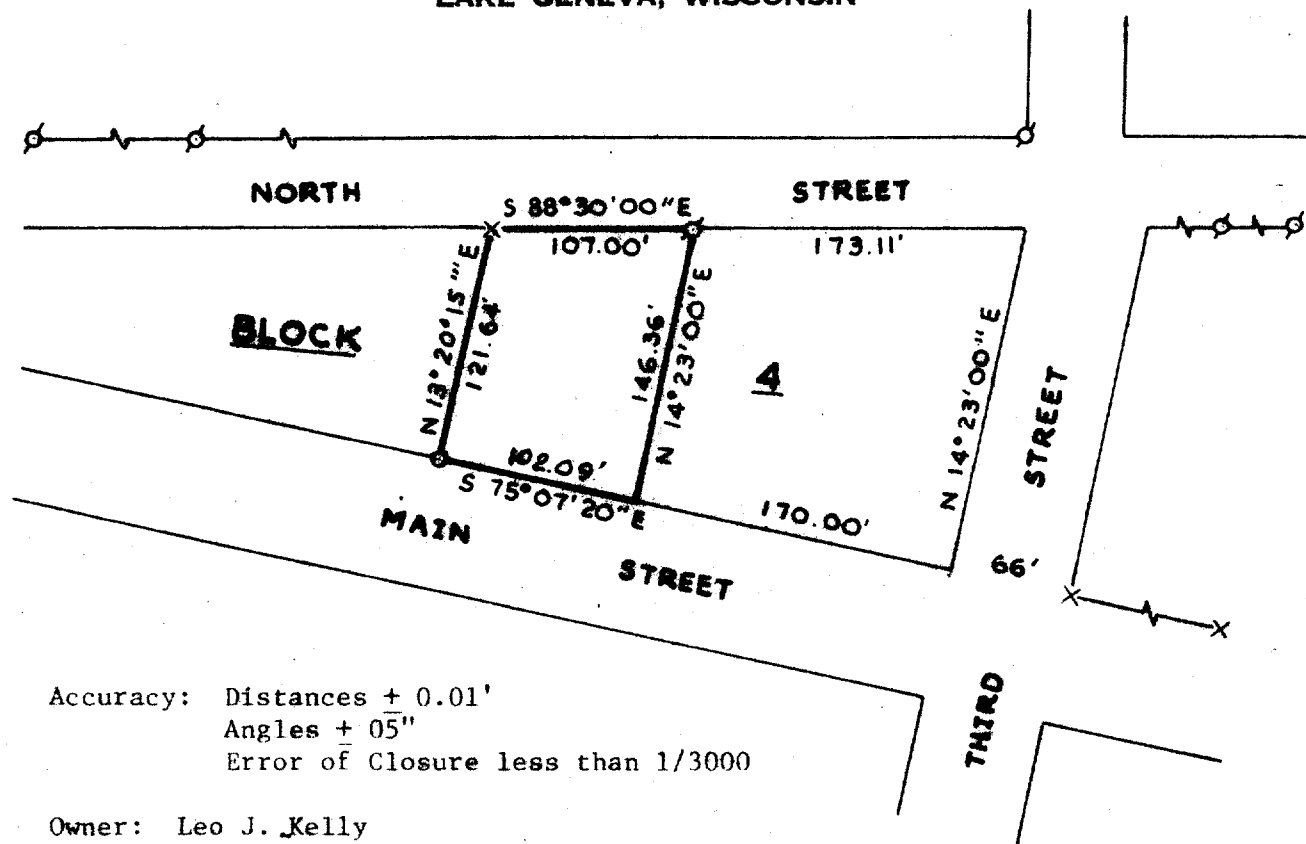 LAKE GENEVA, WISCONSIN
NORTH STREET
S 88°30'00"E
107.00'
173.11'
N 13°20'15"'E
121.64'
146.36'
N 14°23'00"E
BLOCK
4
N 14°23'00"E
STREET
102.09'
S 75°07'20"E
170.00'
MAIN
STREET
66'
THIRD
Accuracy: Distances ± 0.01'
Angles ± 05"
Error of Closure less than 1/3000
Owner: Leo J. Kelly